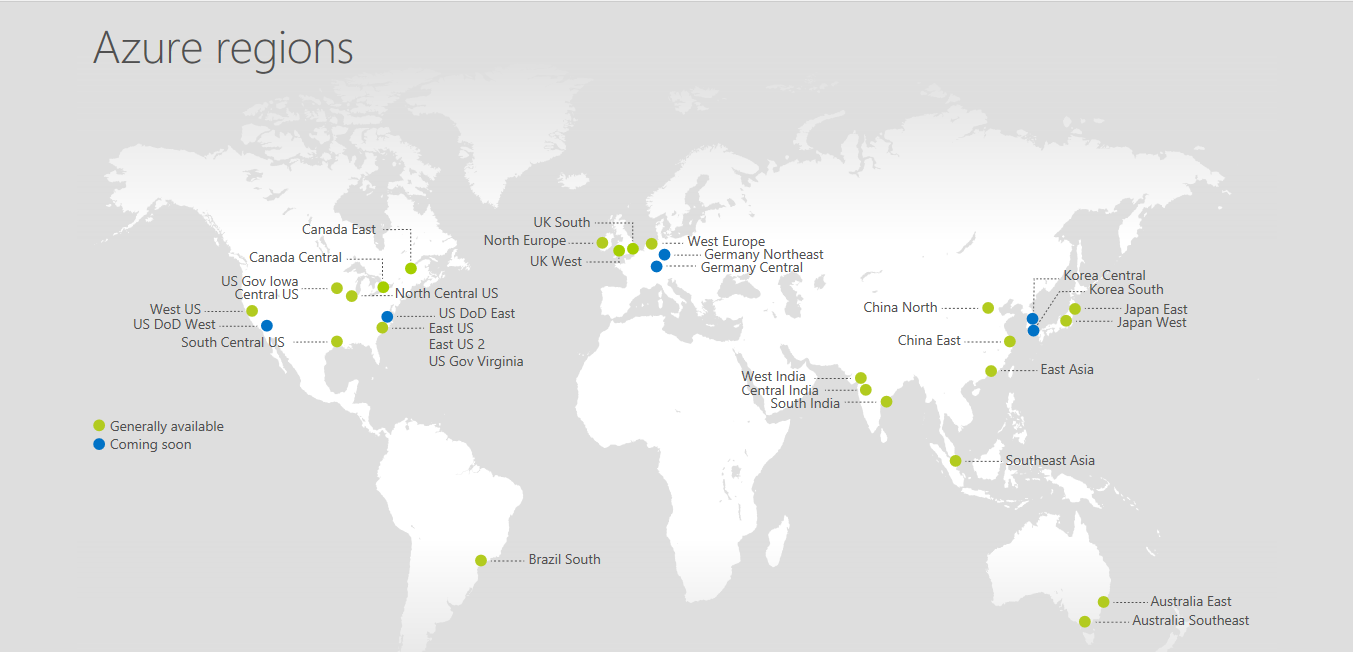 Azure regions
Canada East
Canada Central
US Gov Iowa
Central US
North Central US
West US
US DoD West
US DoD East
East US
East US 2
US Gov Virginia
South Central US
Generally available
Coming soon
Brazil South
UK South
North Europe
UK West
West Europe
Germany Northeast
Germany Central
Korea Central
Korea South
China North
Japan East
Japan West
China East
East Asia
West India
Central India
South India
Southeast Asia
Australia East
Australia Southeast